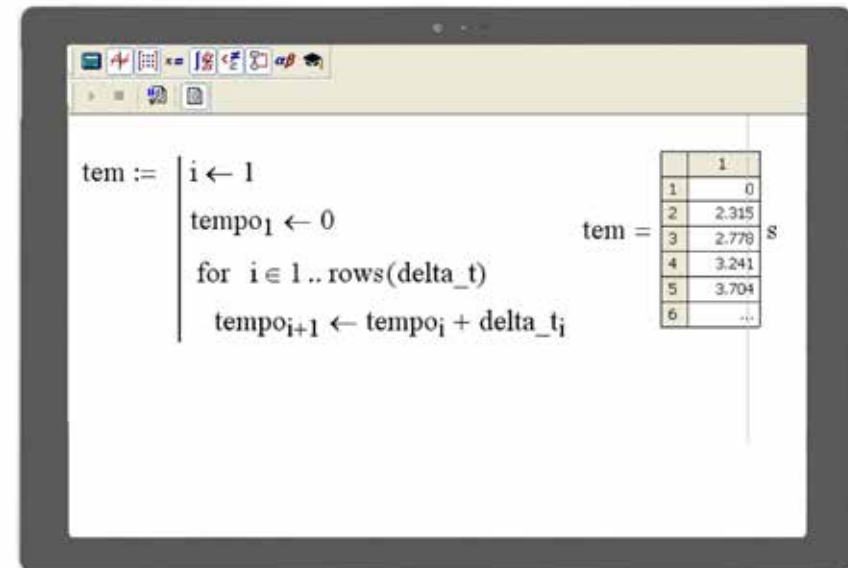 tem := i ← 1
tempo₁ ← 0
for i ∈ 1 .. rows(delta_t)
tempoᵢ₊₁ ← tempoᵢ + delta_tᵢ
tem =
1
1 0
2 2.315
3 2.778
4 3.241
5 3.704
6 ...
s